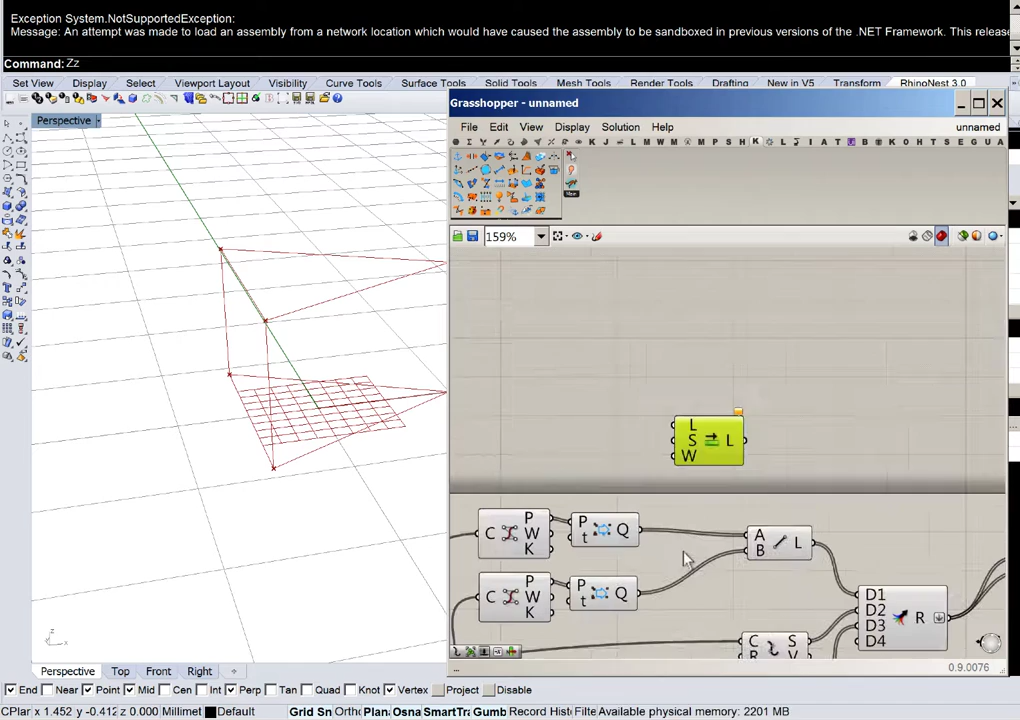 Exception System.NotSupportedException:
Message: An attempt was made to load an assembly from a network location which would have caused the assembly to be sandboxed in previous versions of the .NET Framework. This release
Command: Zz
Set View Display Select Viewport Layout Visibility Curve Tools Surface Tools Solid Tools Mesh Tools Render Tools Drafting New in V5 Transform RhinoNest 3.0
Perspective
Grasshopper - unnamed
File Edit View Display Solution Help unnamed
159%
L
S L
W
P
C W
K
P
t Q
A
B L
P
C W
K
P
t Q
D1
D2
D3 R
D4
C S
V
z
x
0.9.0076
Perspective Top Front Right
End Near Point Mid Cen Int Perp Tan Quad Knot Vertex Project Disable
CPlan x 1.452 y -0.412 z 0.000 Millimet Default Grid Sn Ortho Plana Osna SmartTra Gumb Record Histo Filte Available physical memory: 2201 MB